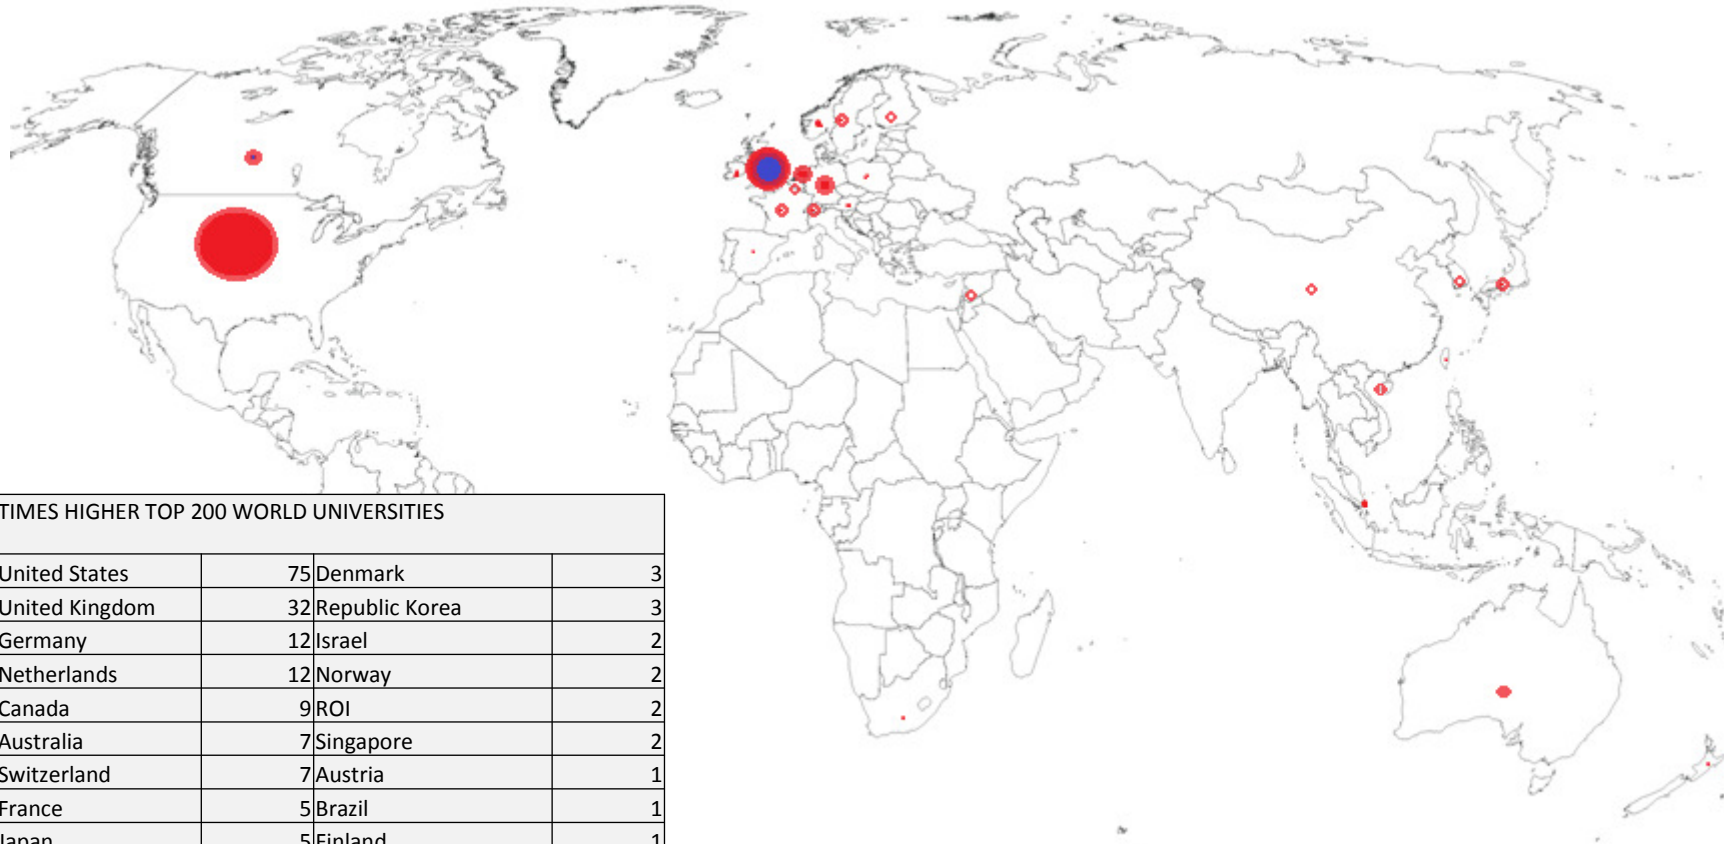 TIMES HIGHER TOP 200 WORLD UNIVERSITIES
United States 75 Denmark 3
United Kingdom 32 Republic Korea 3
Germany 12 Israel 2
Netherlands 12 Norway 2
Canada 9 ROI 2
Australia 7 Singapore 2
Switzerland 7 Austria 1
France 5 Brazil 1
Japan 5 Finland 1